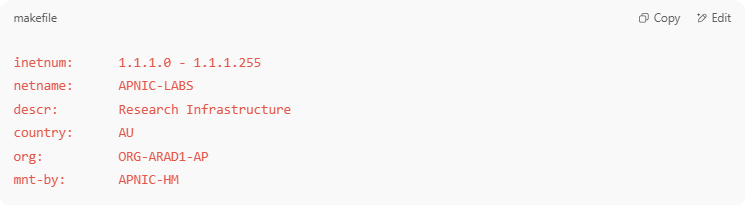 makefile
Copy
Edit
inetnum: 1.1.1.0 - 1.1.1.255
netname: APNIC-LABS
descr: Research Infrastructure
country: AU
org: ORG-ARAD1-AP
mnt-by: APNIC-HM